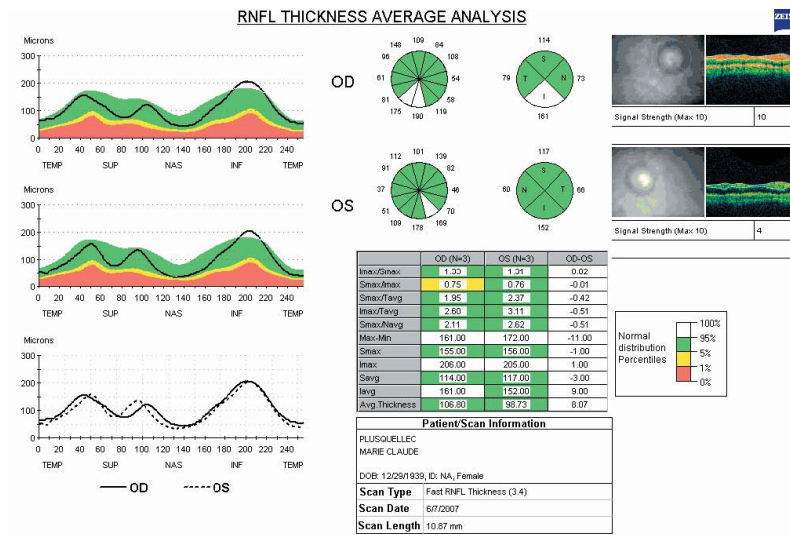 RNFL THICKNESS AVERAGE ANALYSIS
ZEISS
Microns
300
200
100
0
0 20 40 60 80 100 120 140 160 180 200 220 240
TEMP SUP NAS INF TEMP
OD
109
148 84
96 108
61 54
81 58
175 119
190
114
S
79 T N 73
I
161
Signal Strength (Max 10) 10
Microns
300
200
100
0
0 20 40 60 80 100 120 140 160 180 200 220 240
TEMP SUP NAS INF TEMP
OS
101
112 139
91 82
37 46
51 70
109 169
178
117
S
60 N T 66
I
152
Signal Strength (Max 10) 4
Microns
300
200
100
0
0 20 40 60 80 100 120 140 160 180 200 220 240
TEMP SUP NAS INF TEMP
OD OS
OD (N=3) OS (N=3) OD-OS
Imax/Smax 1.33 1.31 0.02
Smax/Imax 0.75 0.76 -0.01
Smax/Tavg 1.95 2.37 -0.42
Imax/Tavg 2.60 3.11 -0.51
Smax/Navg 2.11 2.62 -0.51
Max-Min 161.00 172.00 -11.00
Smax 155.00 156.00 -1.00
Imax 206.00 205.00 1.00
Savg 114.00 117.00 -3.00
Iavg 161.00 152.00 9.00
Avg.Thickness 106.80 98.73 8.07
Normal
distribution
Percentiles
100%
95%
5%
1%
0%
Patient/Scan Information
PLUSQUELLEC
MARIE CLAUDE
DOB: 12/29/1939, ID: NA, Female
Scan Type Fast RNFL Thickness (3.4)
Scan Date 6/7/2007
Scan Length 10.87 mm